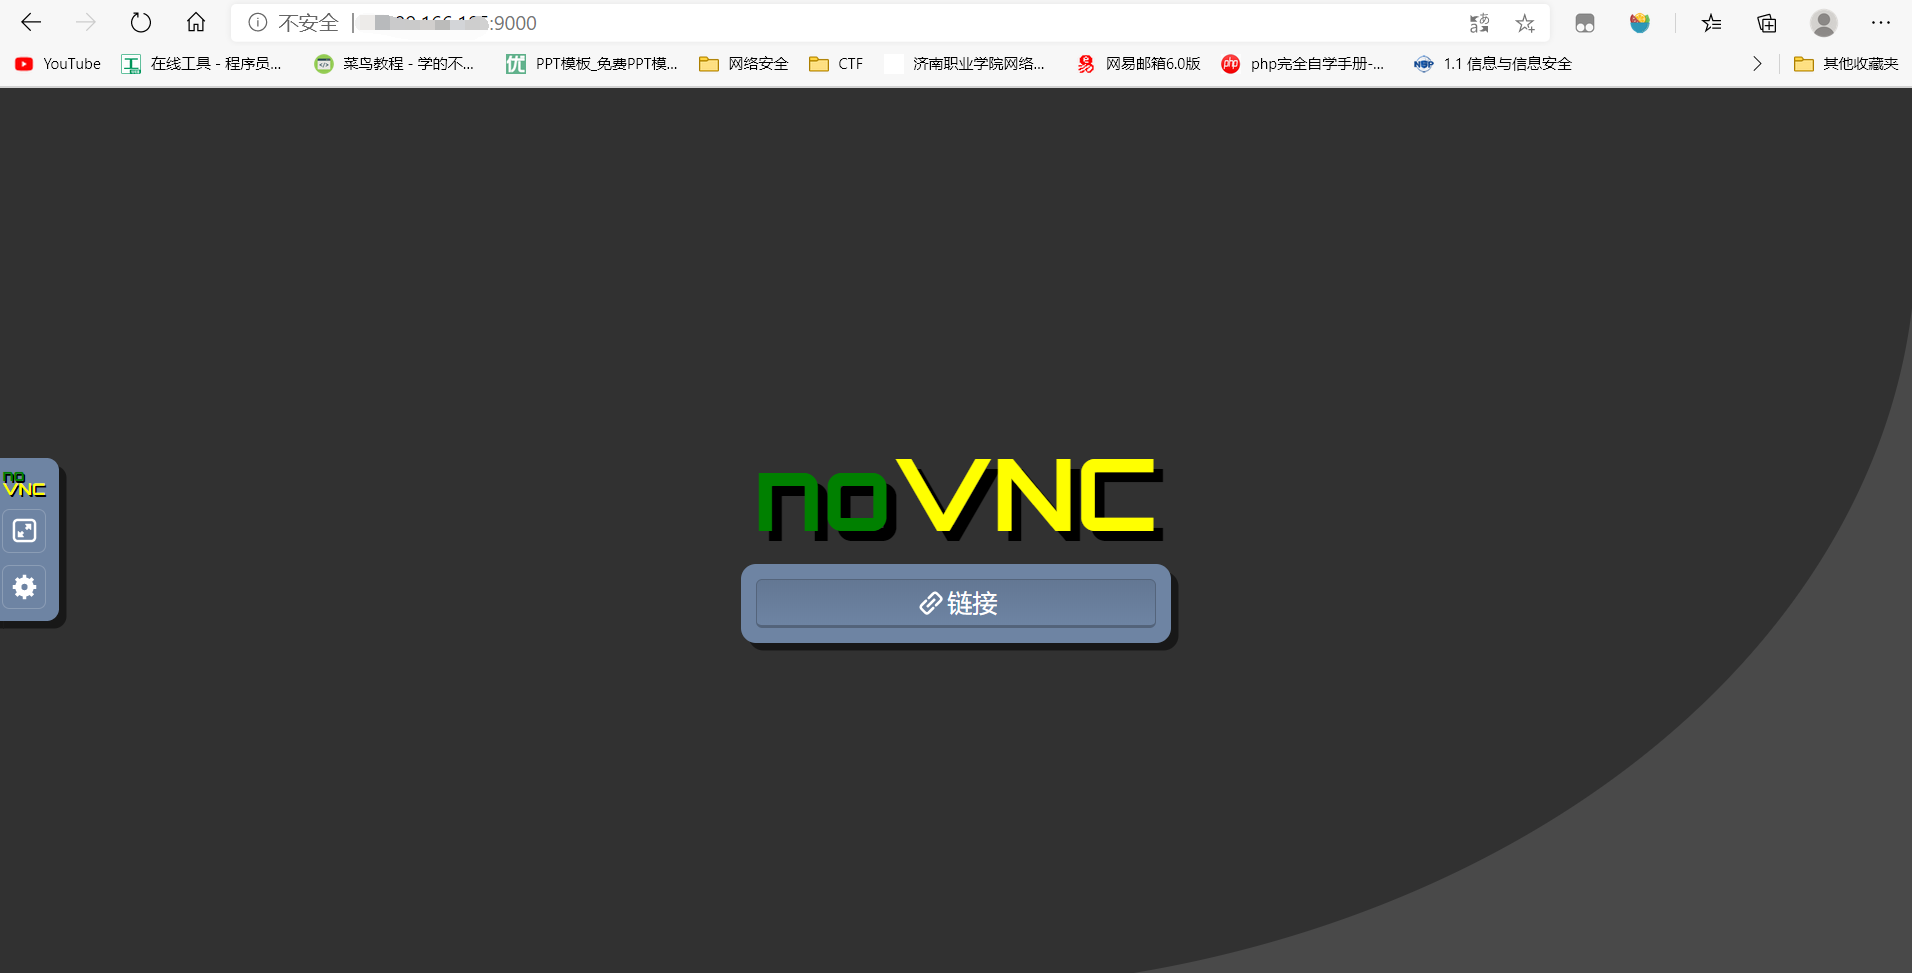 不安全 | :9000
YouTube 在线工具 - 程序员... 菜鸟教程 - 学的不... PPT模板_免费PPT模... 网络安全 CTF 济南职业学院网络... 网易邮箱6.0版 php完全自学手册-... 1.1 信息与信息安全 其他收藏夹
no
VNC
noVNC
链接